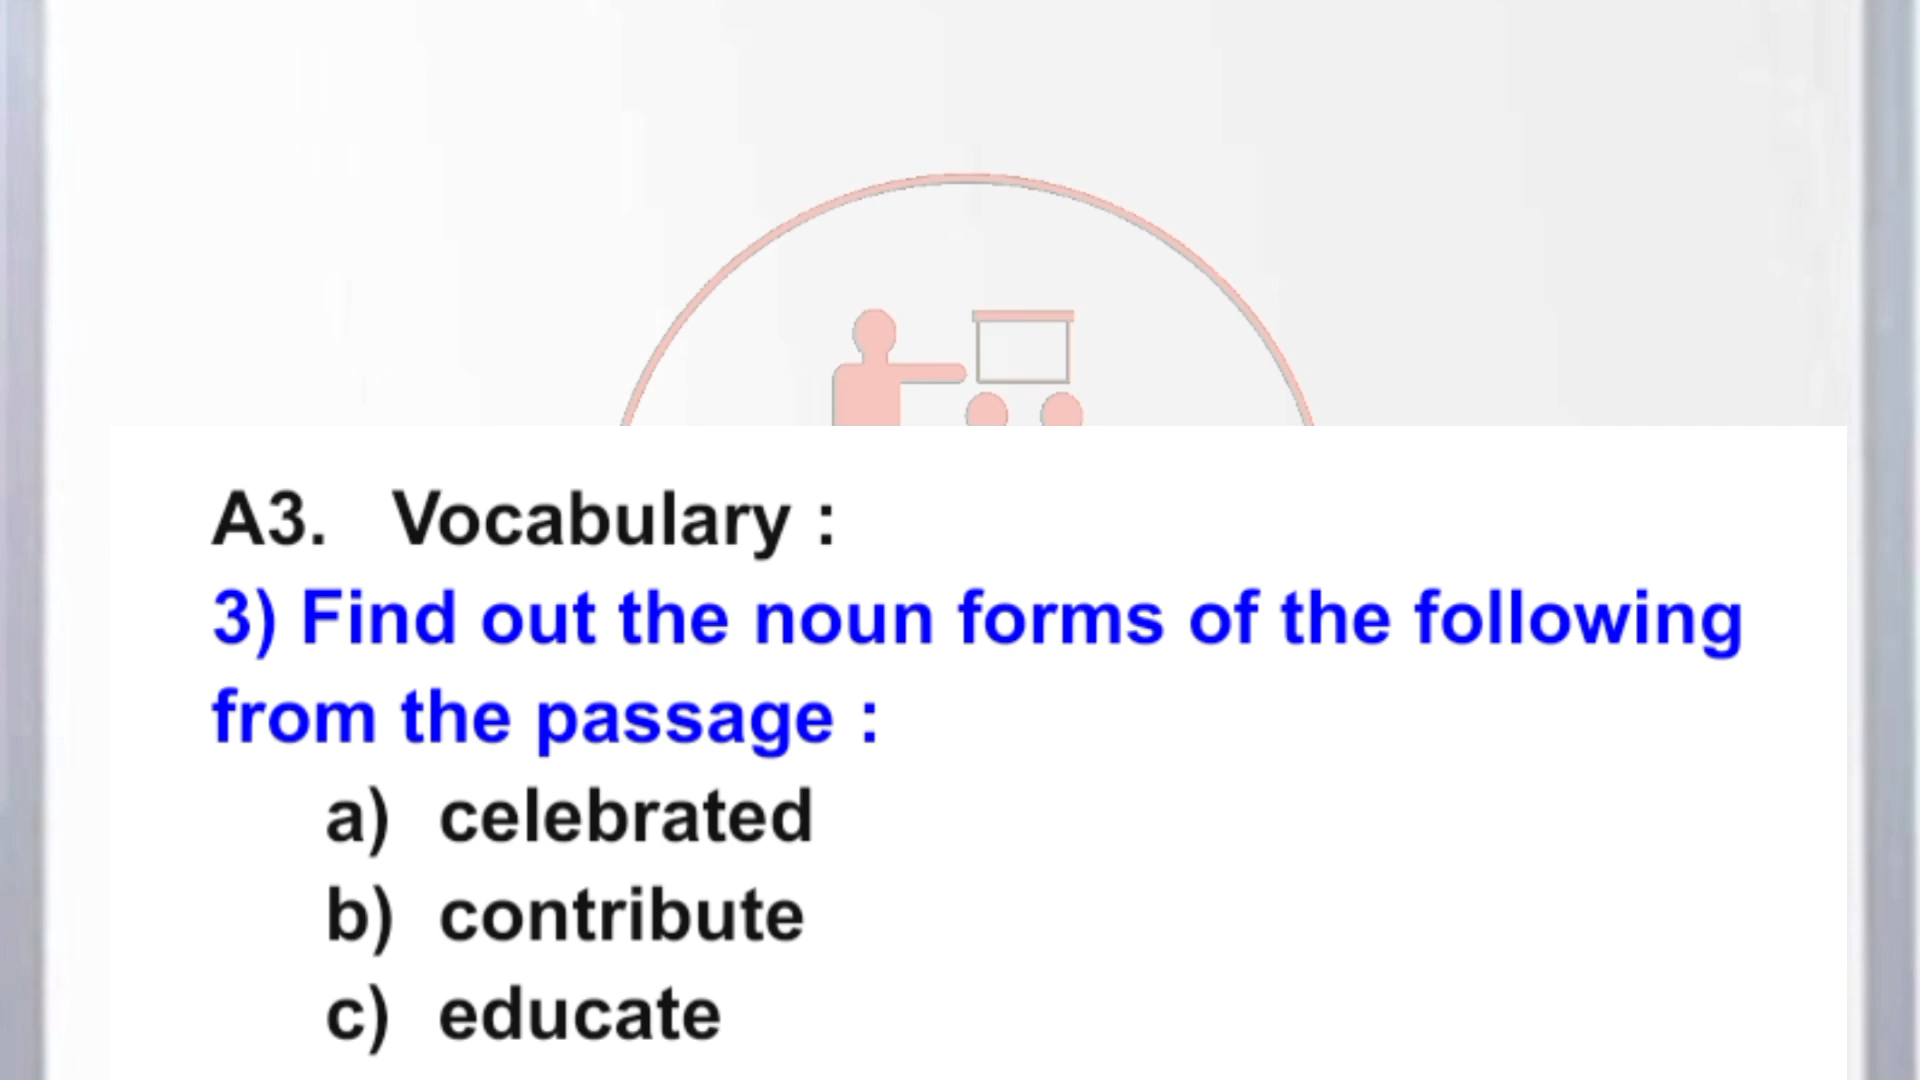 A3. Vocabulary :
3) Find out the noun forms of the following
from the passage :
a) celebrated
b) contribute
c) educate